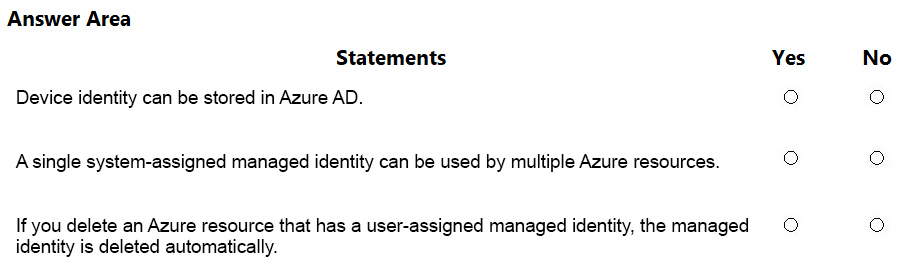 Answer Area
Statements Yes No
Device identity can be stored in Azure AD.
A single system-assigned managed identity can be used by multiple Azure resources.
If you delete an Azure resource that has a user-assigned managed identity, the managed
identity is deleted automatically.